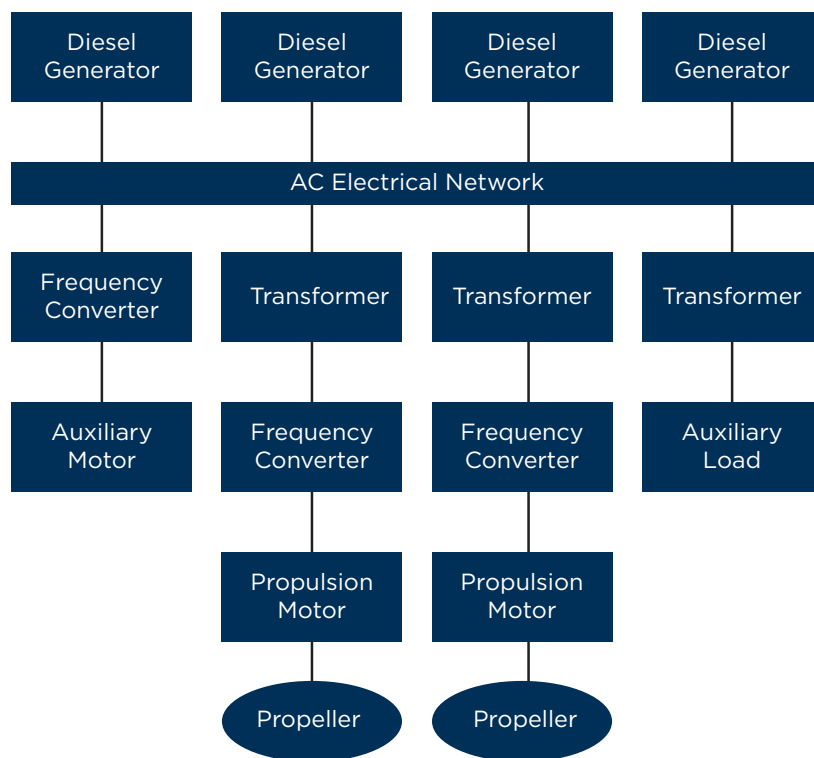 Diesel
Generator
Diesel
Generator
Diesel
Generator
Diesel
Generator
AC Electrical Network
Frequency
Converter
Transformer
Transformer
Transformer
Auxiliary
Motor
Frequency
Converter
Frequency
Converter
Auxiliary
Load
Propulsion
Motor
Propulsion
Motor
Propeller
Propeller